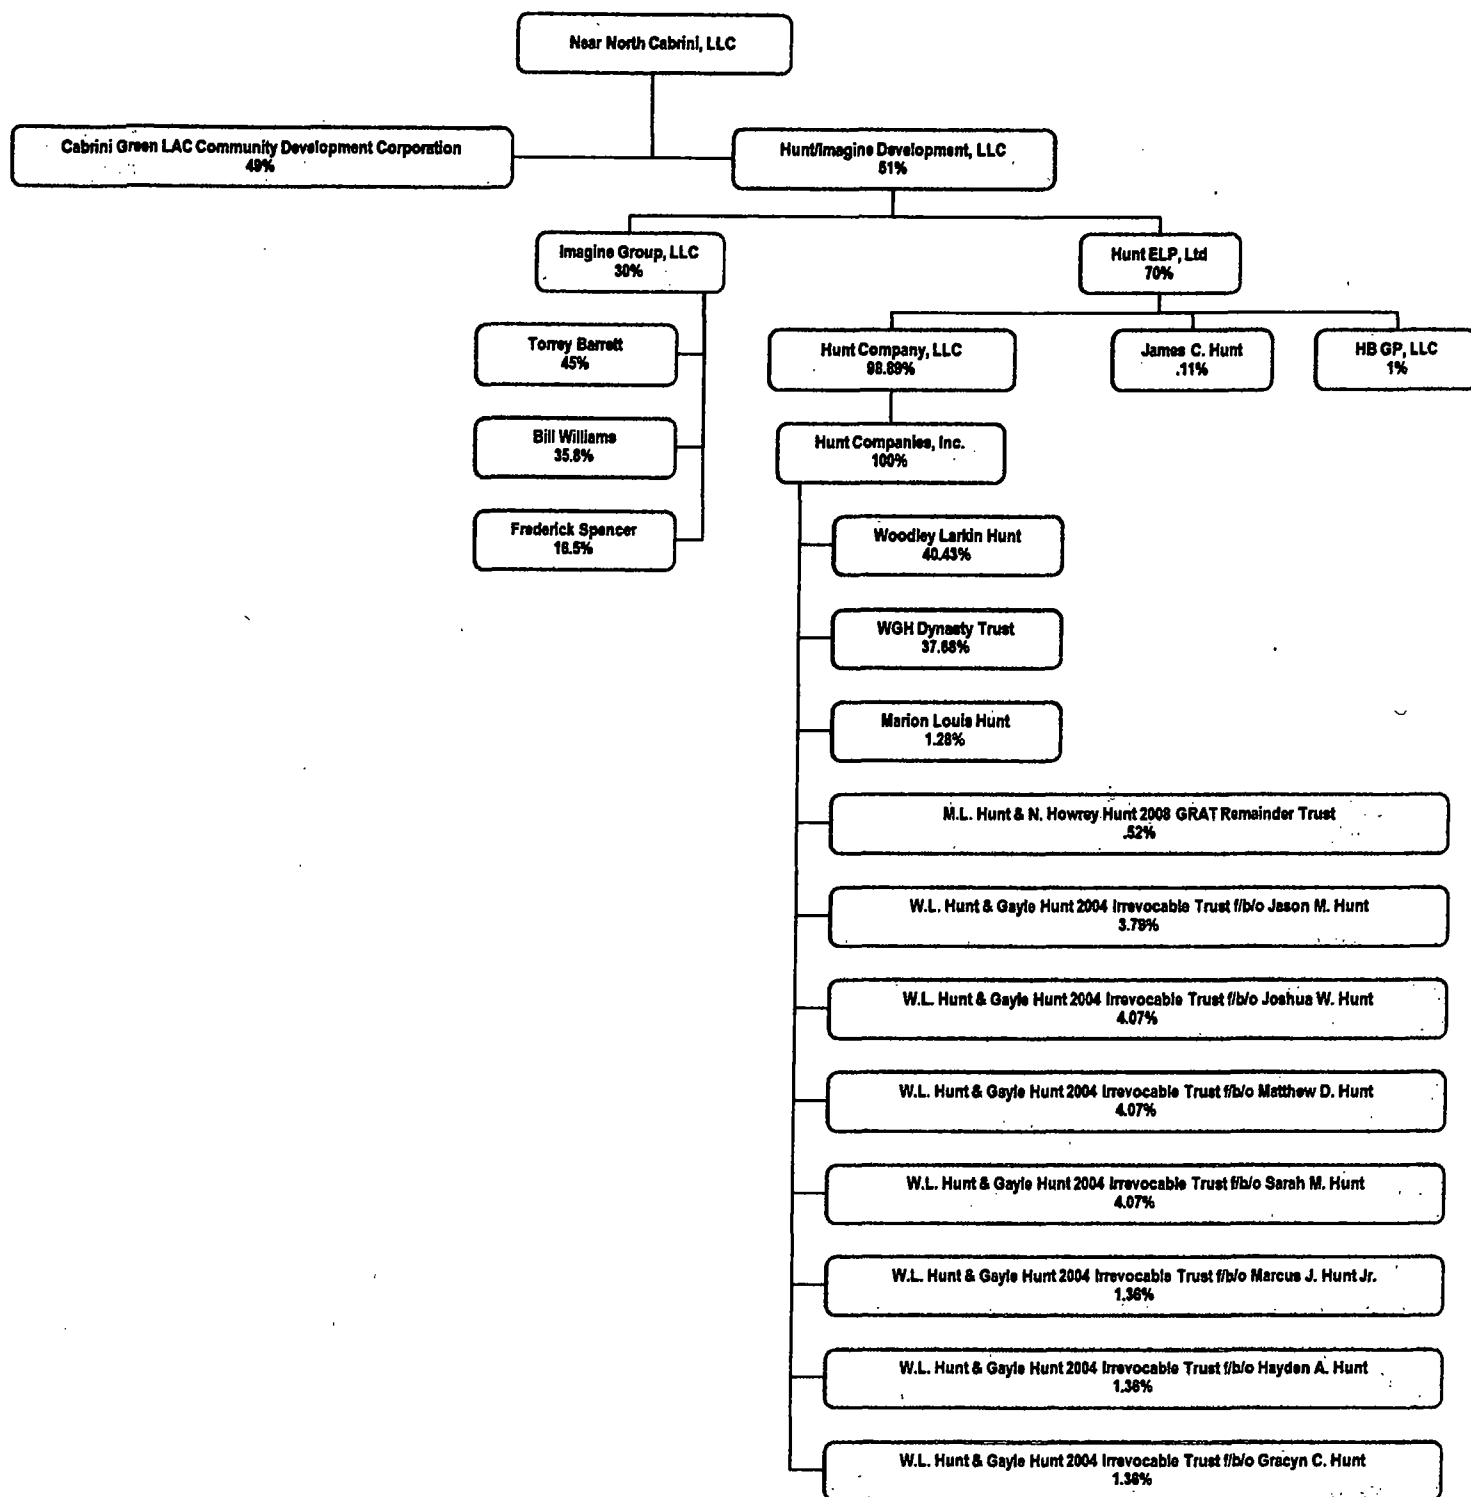 Near North Cabrini, LLC
Cabrini Green LAC Community Development Corporation
49%
Hunt/Imagine Development, LLC
51%
Imagine Group, LLC
30%
Hunt ELP, Ltd
70%
Torrey Barrett
45%
Hunt Company, LLC
98.89%
James C. Hunt
.11%
HB GP, LLC
1%
Bill Williams
35.8%
Hunt Companies, Inc.
100%
Frederick Spencer
16.5%
Woodley Larkin Hunt
40.43%
WGH Dynasty Trust
37.68%
Marion Louis Hunt
1.28%
M.L. Hunt & N. Howrey Hunt 2008 GRAT Remainder Trust
.52%
W.L. Hunt & Gayle Hunt 2004 Irrevocable Trust f/b/o Jason M. Hunt
3.79%
W.L. Hunt & Gayle Hunt 2004 Irrevocable Trust f/b/o Joshua W. Hunt
4.07%
W.L. Hunt & Gayle Hunt 2004 Irrevocable Trust f/b/o Matthew D. Hunt
4.07%
W.L. Hunt & Gayle Hunt 2004 Irrevocable Trust f/b/o Sarah M. Hunt
4.07%
W.L. Hunt & Gayle Hunt 2004 Irrevocable Trust f/b/o Marcus J. Hunt Jr.
1.36%
W.L. Hunt & Gayle Hunt 2004 Irrevocable Trust f/b/o Hayden A. Hunt
1.36%
W.L. Hunt & Gayle Hunt 2004 Irrevocable Trust f/b/o Gracyn C. Hunt
1.36%